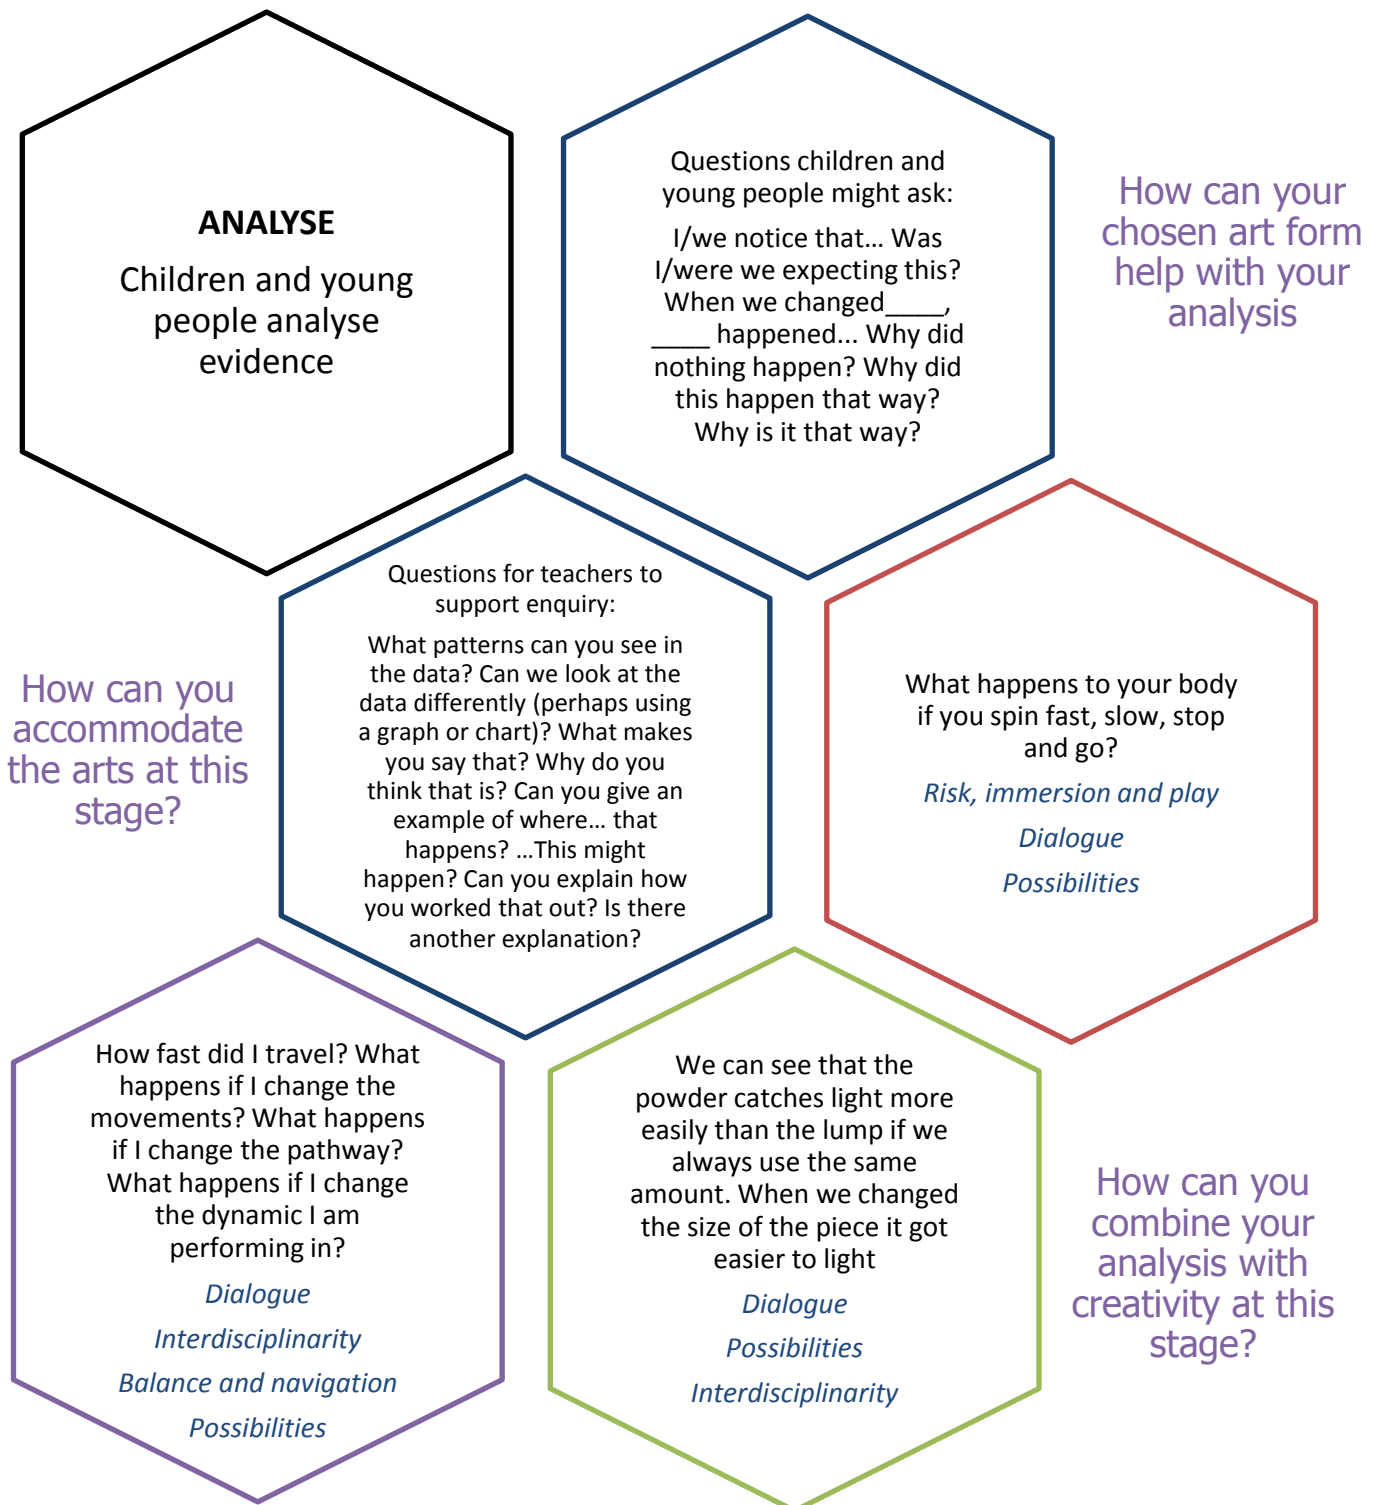 ANALYSE
Children and young
people analyse
evidence
Questions children and
young people might ask:
I/we notice that... Was
I/were we expecting this?
When we changed____,
____ happened... Why did
nothing happen? Why did
this happen that way?
Why is it that way?
How can your
chosen art form
help with your
analysis
How can you
accommodate
the arts at this
stage?
Questions for teachers to
support enquiry:
What patterns can you see in
the data? Can we look at the
data differently (perhaps using
a graph or chart)? What makes
you say that? Why do you
think that is? Can you give an
example of where… that
happens? …This might
happen? Can you explain how
you worked that out? Is there
another explanation?
What happens to your body
if you spin fast, slow, stop
and go?
Risk, immersion and play
Dialogue
Possibilities
How fast did I travel? What
happens if I change the
movements? What happens
if I change the pathway?
What happens if I change
the dynamic I am
performing in?
Dialogue
Interdisciplinarity
Balance and navigation
Possibilities
We can see that the
powder catches light more
easily than the lump if we
always use the same
amount. When we changed
the size of the piece it got
easier to light
Dialogue
Possibilities
Interdisciplinarity
How can you
combine your
analysis with
creativity at this
stage?